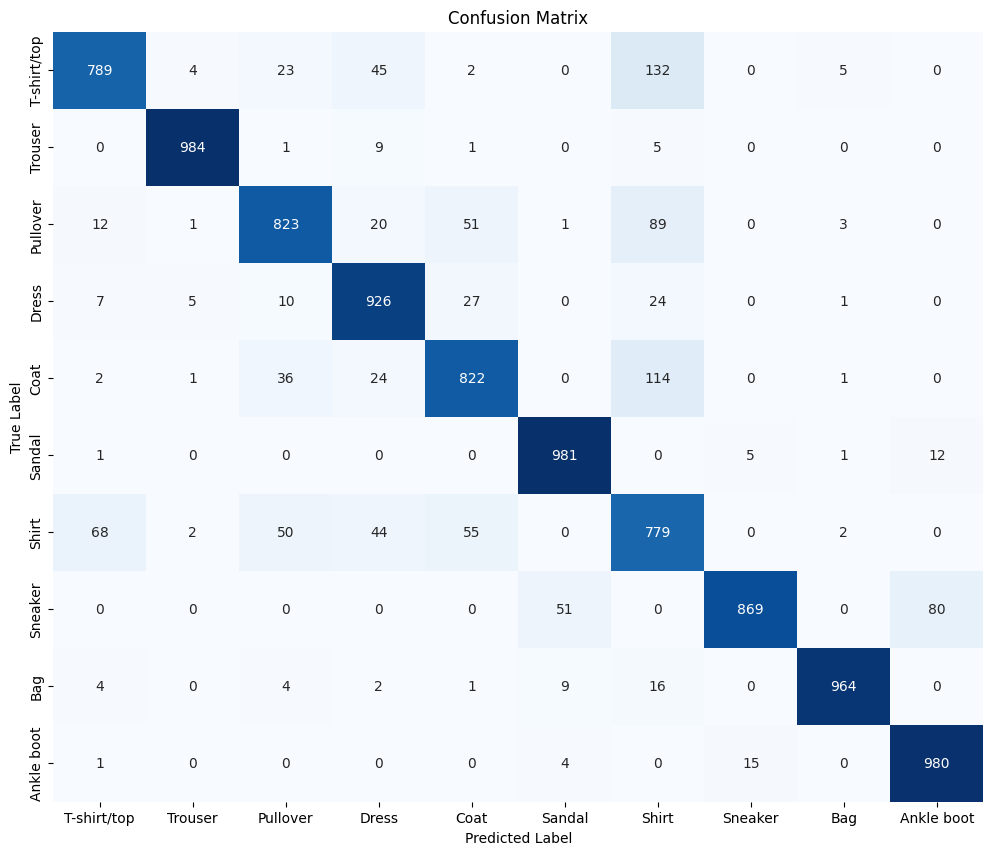 Confusion Matrix
T-shirt/top 789 4 23 45 2 0 132 0 5 0
Trouser 0 984 1 9 1 0 5 0 0 0
Pullover 12 1 823 20 51 1 89 0 3 0
Dress 7 5 10 926 27 0 24 0 1 0
Coat 2 1 36 24 822 0 114 0 1 0
Sandal 1 0 0 0 0 981 0 5 1 12
Shirt 68 2 50 44 55 0 779 0 2 0
Sneaker 0 0 0 0 0 51 0 869 0 80
Bag 4 0 4 2 1 9 16 0 964 0
Ankle boot 1 0 0 0 0 4 0 15 0 980
True Label
T-shirt/top Trouser Pullover Dress Coat Sandal Shirt Sneaker Bag Ankle boot
Predicted Label